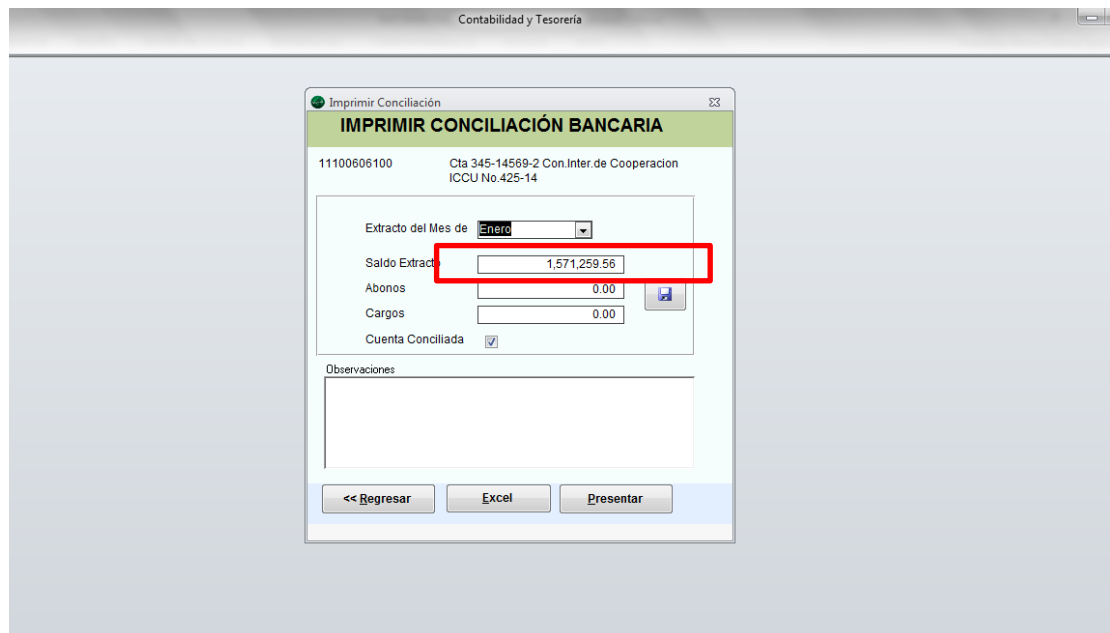 Contabilidad y Tesorería
Imprimir Conciliación
IMPRIMIR CONCILIACIÓN BANCARIA
11100606100 Cta 345-14569-2 Con.Inter.de Cooperacion
ICCU No.425-14
Extracto del Mes de Enero
Saldo Extracto 1,571,259.56
Abonos 0.00
Cargos 0.00
Cuenta Conciliada
Observaciones
<< Regresar Excel Presentar